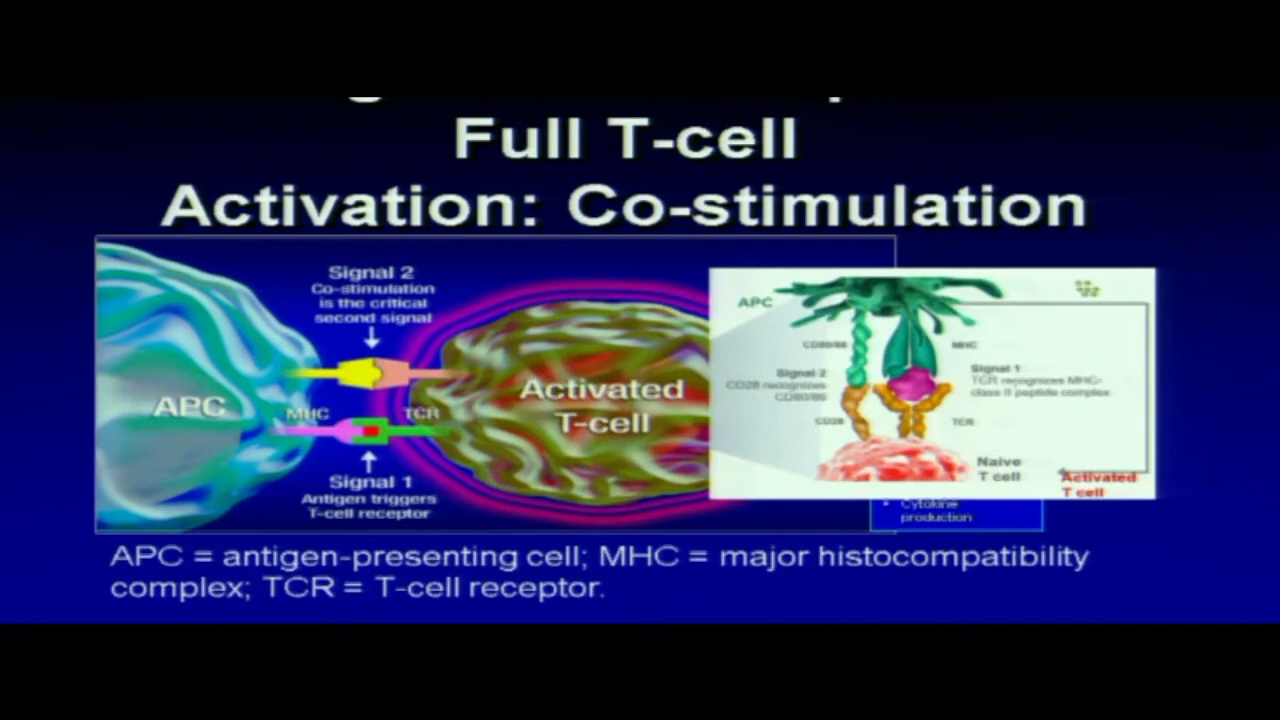 Full T-cell
Activation: Co-stimulation
Signal 2
Co-stimulation
is the critical
second signal
APC
MHC
TCR
Activated
T-cell
Signal 1
Antigen triggers
T-cell receptor
APC
CD80/86
MHC
Signal 2
CD28 recognizes
CD80/86
Signal 1
TCR recognizes MHC-
class II peptide complex
CD28
TCR
Naive
T cell
Activated
T cell
• Cytokine
production
APC = antigen-presenting cell; MHC = major histocompatibility
complex; TCR = T-cell receptor.